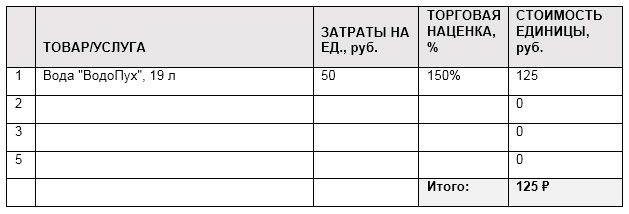 ТОВАР/УСЛУГА ЗАТРАТЫ НА ЕД., руб. ТОРГОВАЯ НАЦЕНКА, % СТОИМОСТЬ ЕДИНИЦЫ, руб.
1 Вода "ВодоПух", 19 л 50 150% 125
2 0
3 0
5 0
Итого: 125 ₽